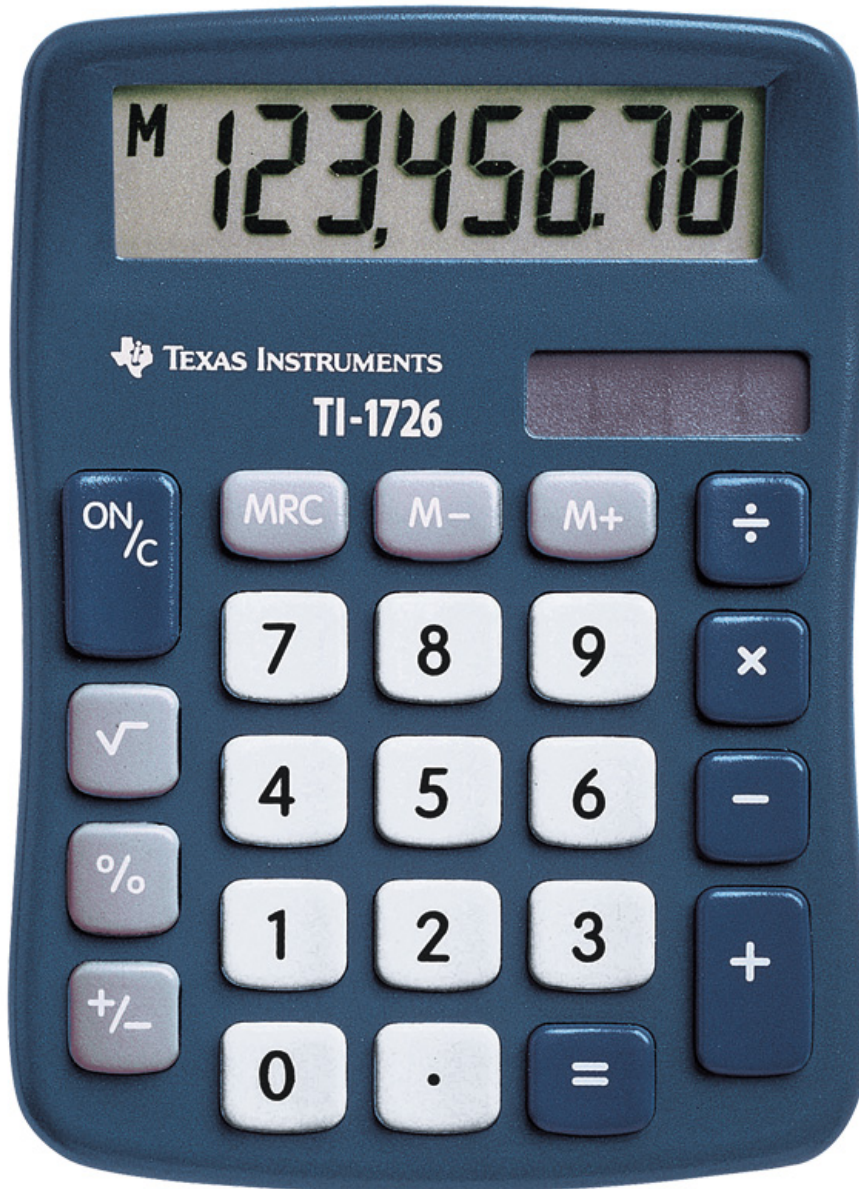 M 123,456.78
TEXAS INSTRUMENTS
TI-1726
ON/C MRC M− M+ ÷
7 8 9 ×
√
4 5 6 −
%
1 2 3 +
+/−
0 . =